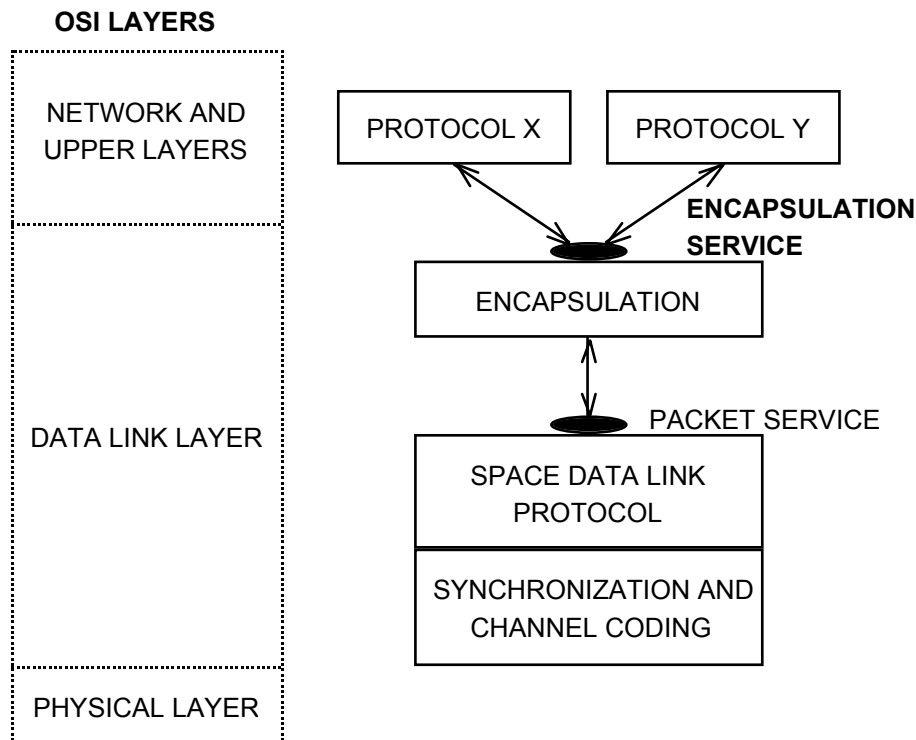 OSI LAYERS
NETWORK AND
UPPER LAYERS
PROTOCOL X
PROTOCOL Y
ENCAPSULATION
SERVICE
ENCAPSULATION
PACKET SERVICE
DATA LINK LAYER
SPACE DATA LINK
PROTOCOL
SYNCHRONIZATION AND
CHANNEL CODING
PHYSICAL LAYER